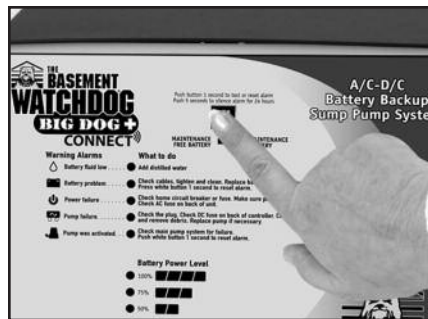 THE
BASEMENT
WATCHDOG
BIG DOG +
CONNECT
Push button 1 second to test or reset alarm
Push 5 seconds to silence alarm for 24 hours
A/C-D/C
Battery Backup
Sump Pump Syste
MAINTENANCE
FREE BATTERY
Warning Alarms
What to do
Battery fluid low
Add distilled water
Battery problem
Check cables, tighten and clean. Replace
Press white button 1 second to reset alarm.
Power failure
Check home circuit breaker or fuse. Make sure
Check AC fuse on back of unit.
Pump failure
Check the plug. Check DC fuse on back of controller.
and remove debris. Replace pump if necessary.
Pump was activated
Check main pump system for failure.
Push white button 1 second to reset alarm.
Battery Power Level
100%
75%
50%